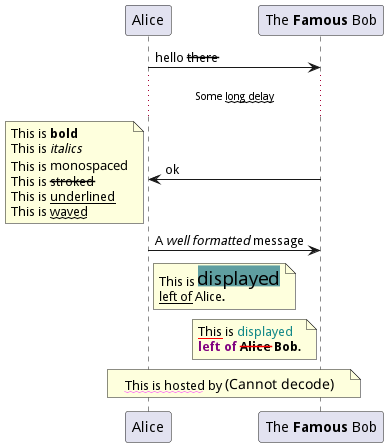 Alice
The Famous Bob
hello there
Some long delay
ok
This is bold
This is italics
This is monospaced
This is stroked
This is underlined
This is waved
A well formatted message
This is displayed
left of Alice.
This is displayed
left of Alice Bob.
This is hosted by (Cannot decode)
Alice
The Famous Bob